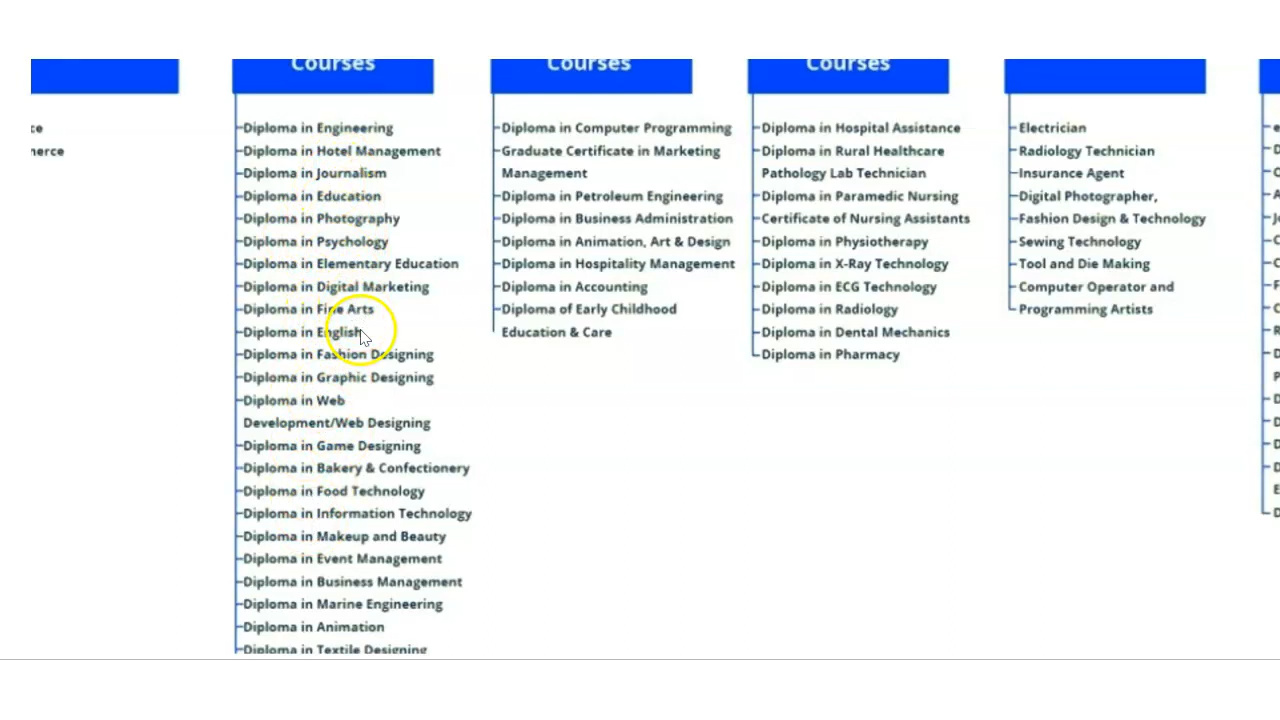 ce
Courses
Diploma in Engineering
Diploma in Hotel Management
Diploma in Journalism
Diploma in Education
Diploma in Photography
Diploma in Psychology
Diploma in Elementary Education
Diploma in Digital Marketing
Diploma in Fine Arts
Diploma in English
Diploma in Fashion Designing
Diploma in Graphic Designing
Diploma in Web
Development/Web Designing
Diploma in Game Designing
Diploma in Bakery & Confectionery
Diploma in Food Technology
Diploma in Information Technology
Diploma in Makeup and Beauty
Diploma in Event Management
Diploma in Business Management
Diploma in Marine Engineering
Diploma in Animation
Diploma in Textile Designing
Courses
Diploma in Computer Programming
Graduate Certificate in Marketing
Management
Diploma in Petroleum Engineering
Diploma in Business Administration
Diploma in Animation, Art & Design
Diploma in Hospitality Management
Diploma in Accounting
Diploma of Early Childhood
Education & Care
Courses
Diploma in Hospital Assistance
Diploma in Rural Healthcare
Pathology Lab Technician
Diploma in Paramedic Nursing
Certificate of Nursing Assistants
Diploma in Physiotherapy
Diploma in X-Ray Technology
Diploma in ECG Technology
Diploma in Radiology
Diploma in Dental Mechanics
Diploma in Pharmacy
Electrician
Radiology Technician
Insurance Agent
Digital Photographer,
Fashion Design & Technology
Sewing Technology
Tool and Die Making
Computer Operator and
Programming Artists